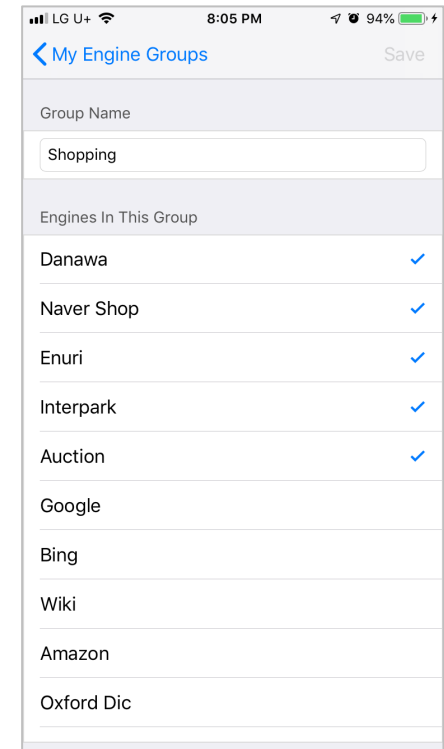 LG U+ 8:05 PM 94%
My Engine Groups Save
Group Name
Shopping
Engines In This Group
Danawa
Naver Shop
Enuri
Interpark
Auction
Google
Bing
Wiki
Amazon
Oxford Dic